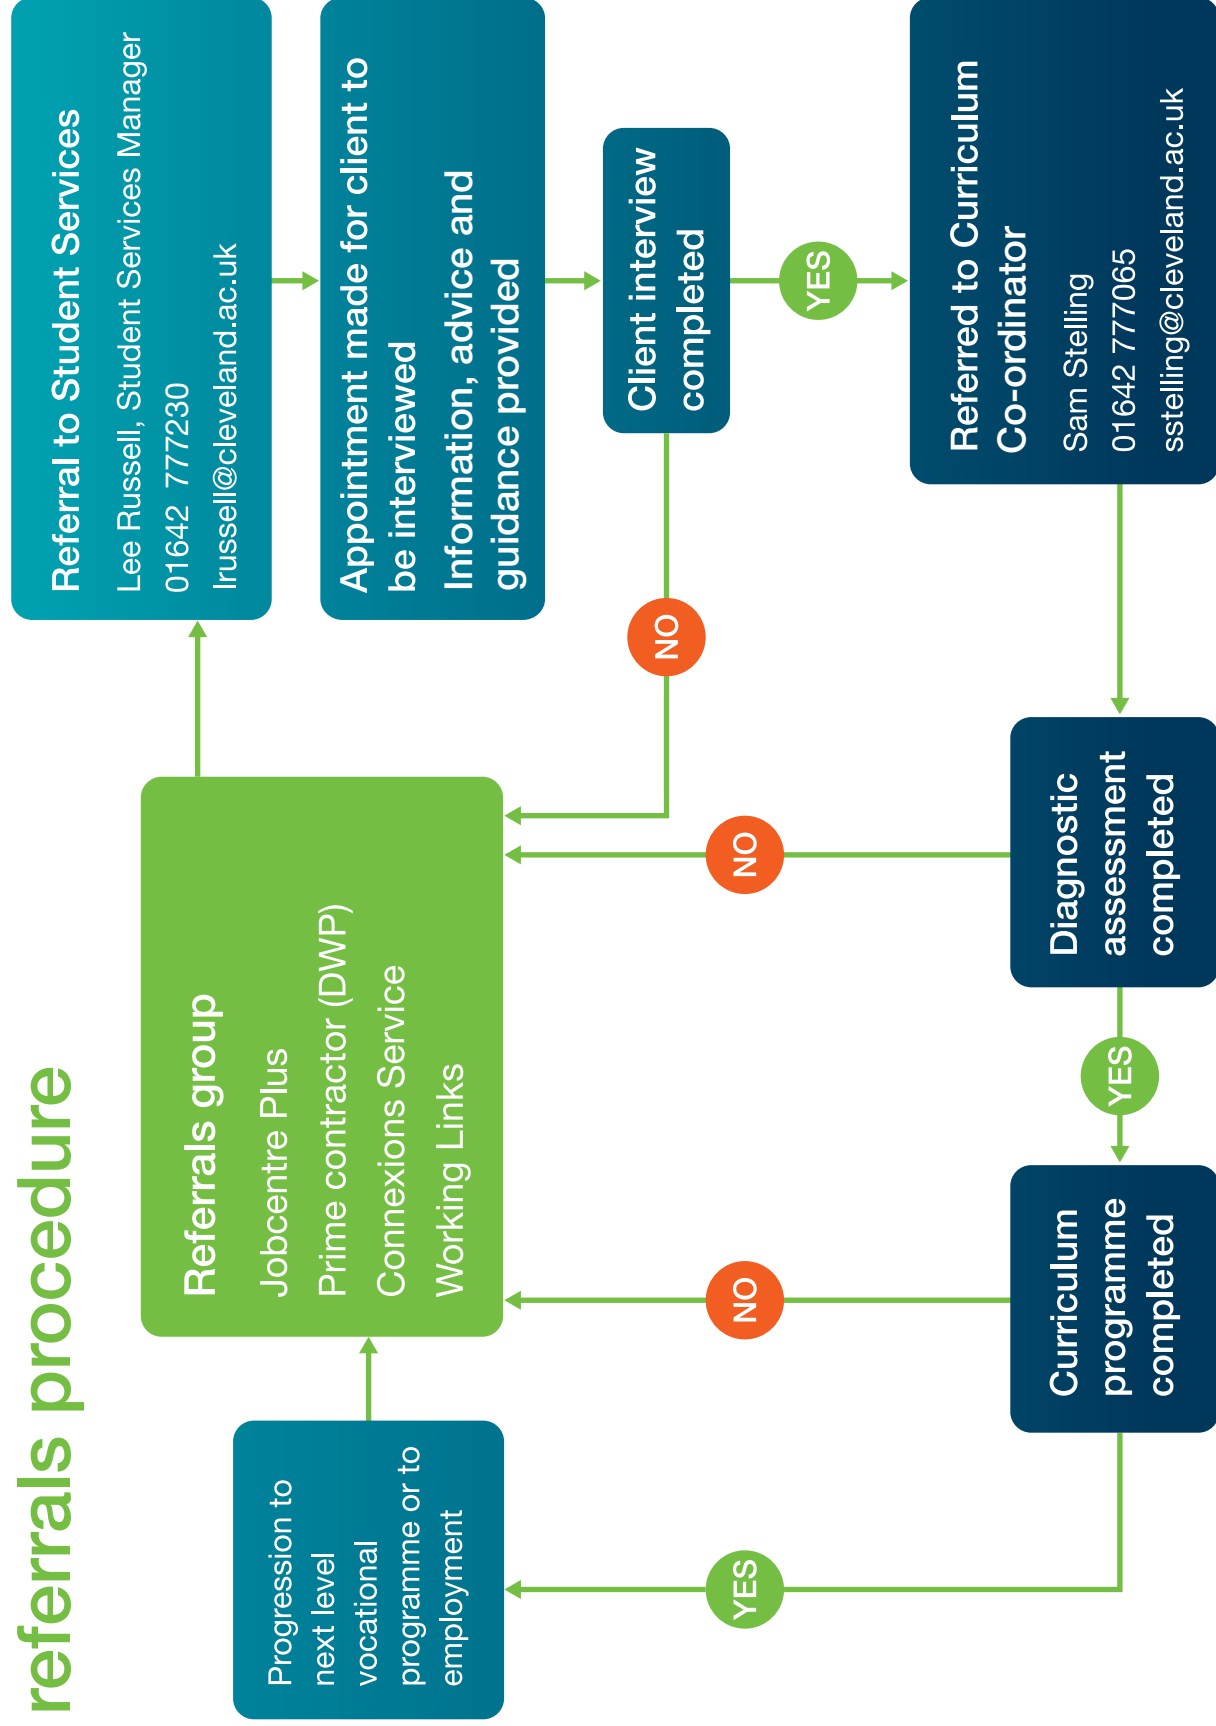 referrals procedure
Referrals group
Jobcentre Plus
Prime contractor (DWP)
Connexions Service
Working Links
Referral to Student Services
Lee Russell, Student Services Manager
01642 777230
lrussell@cleveland.ac.uk
Appointment made for client to
be interviewed
Information, advice and
guidance provided
Client interview
completed
NO
YES
Referred to Curriculum
Co-ordinator
Sam Stelling
01642 777065
sstelling@cleveland.ac.uk
Diagnostic
assessment
completed
NO
YES
Curriculum
programme
completed
NO
YES
Progression to
next level
vocational
programme or to
employment